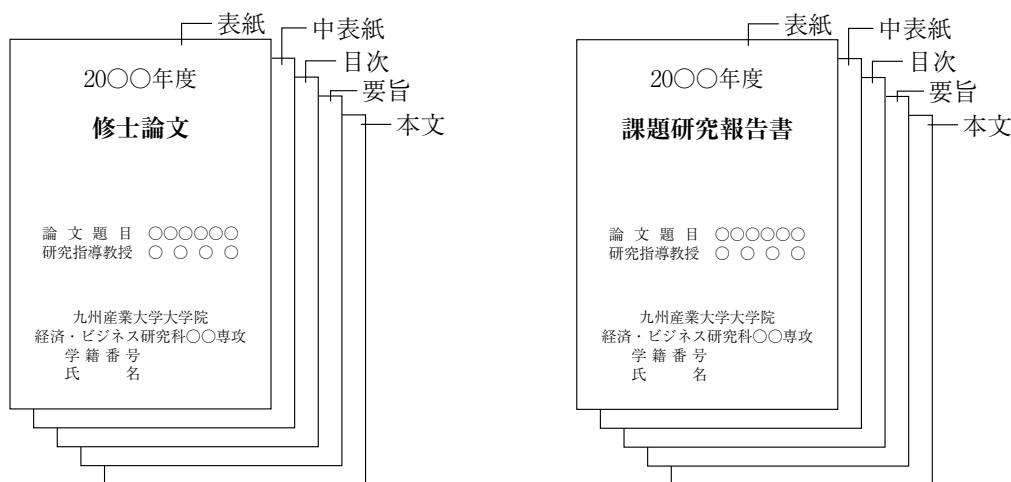 表紙
中表紙
目次
要旨
本文
20○○年度
修士論文
論文題目 ○○○○○○
研究指導教授 ○○○○
九州産業大学大学院
経済・ビジネス研究科○○専攻
学籍番号
氏名
表紙
中表紙
目次
要旨
本文
20○○年度
課題研究報告書
論文題目 ○○○○○○
研究指導教授 ○○○○
九州産業大学大学院
経済・ビジネス研究科○○専攻
学籍番号
氏名